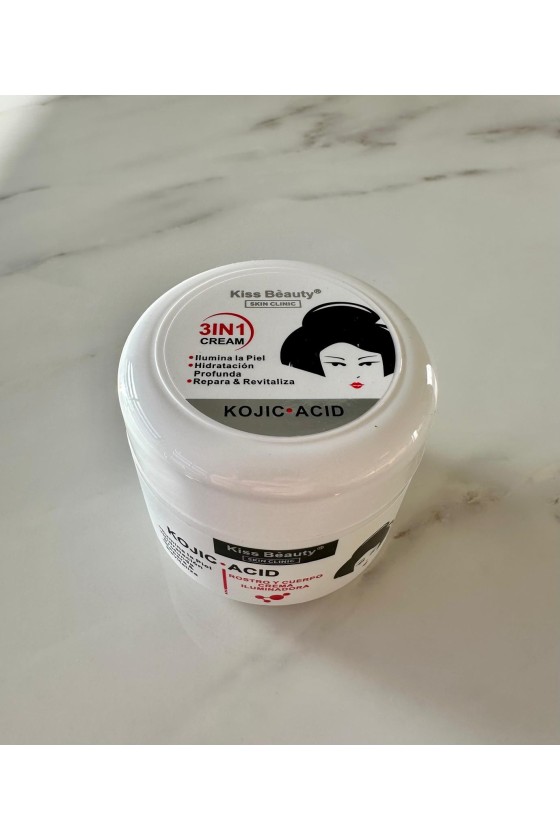 Kiss Bèauty®
SKIN CLINIC
3IN1
CREAM
•Ilumina la Piel
•Hidratación
Profunda
•Repara & Revitaliza
KOJIC•ACID
Kiss Bèauty®
SKIN CLINIC
KOJIC•ACID
ROSTRO Y CUERPO
CREMA
ILUMINADORA